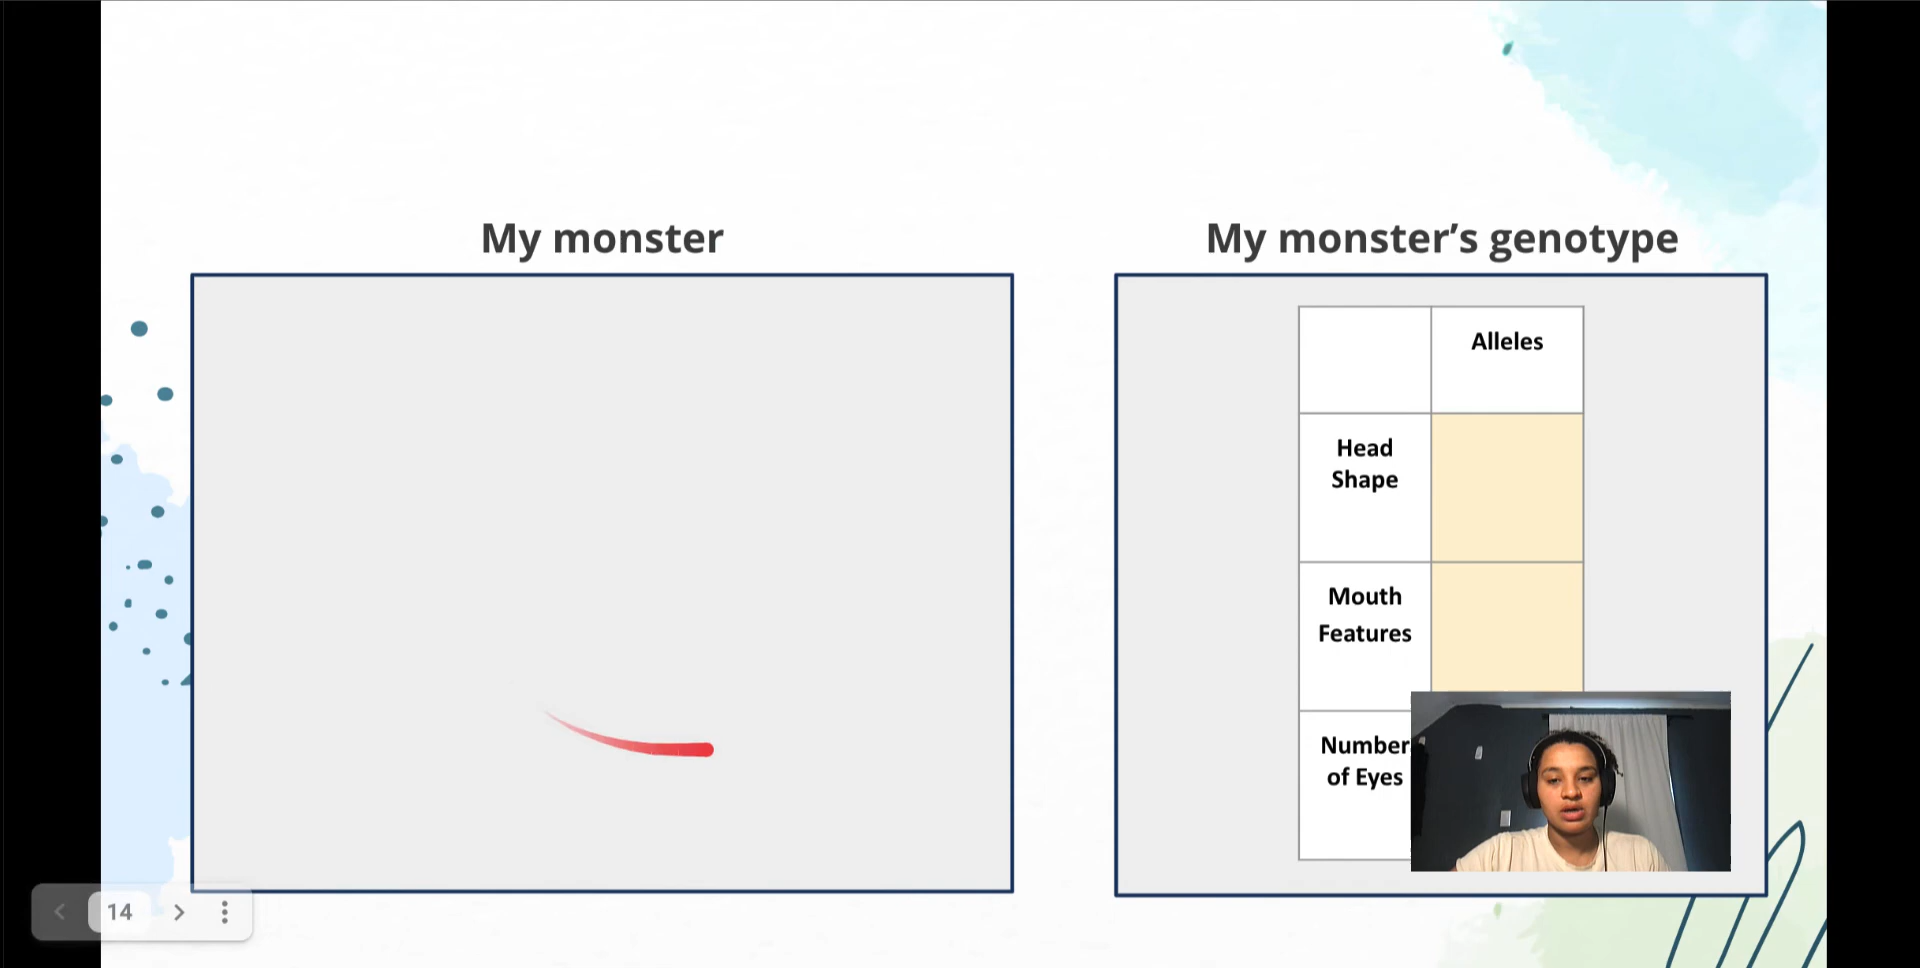 My monster
My monster’s genotype
Alleles
Head
Shape
Mouth
Features
Number
of Eyes
14